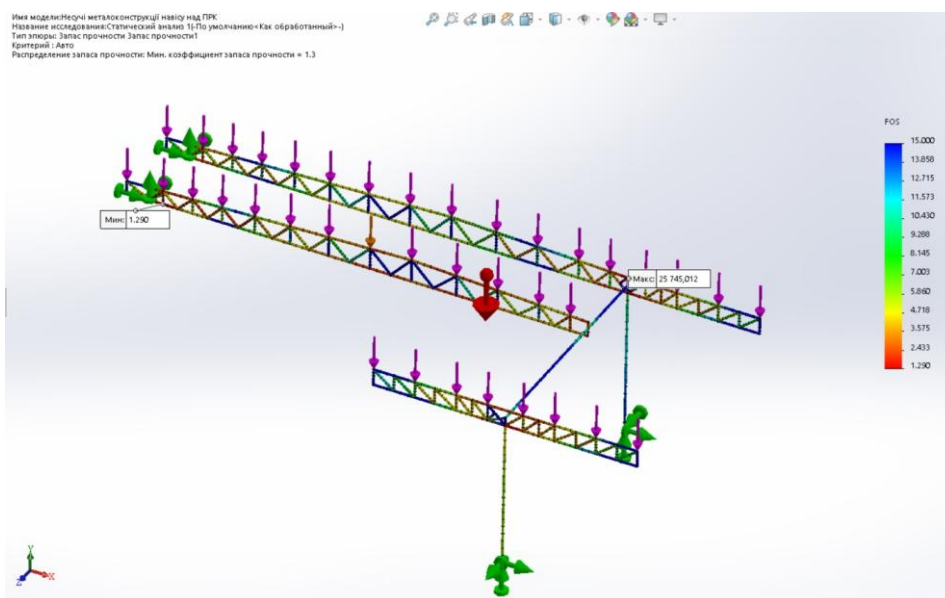 Имя модели:Несучі металоконструкції навісу над ПРК
Название исследования:Статический анализ 1(-По умолчанию<Как обработанный>-)
Тип эпюры: Запас прочности Запас прочности1
Критерий : Авто
Распределение запаса прочности: Мин. коэффициент запаса прочности = 1.3
FOS
15.000
13.858
12.715
11.573
10.430
9.288
8.145
7.003
5.860
4.718
3.575
2.433
1.290
Мин: 1.290
Макс: 25 745,012
Y
X
Z